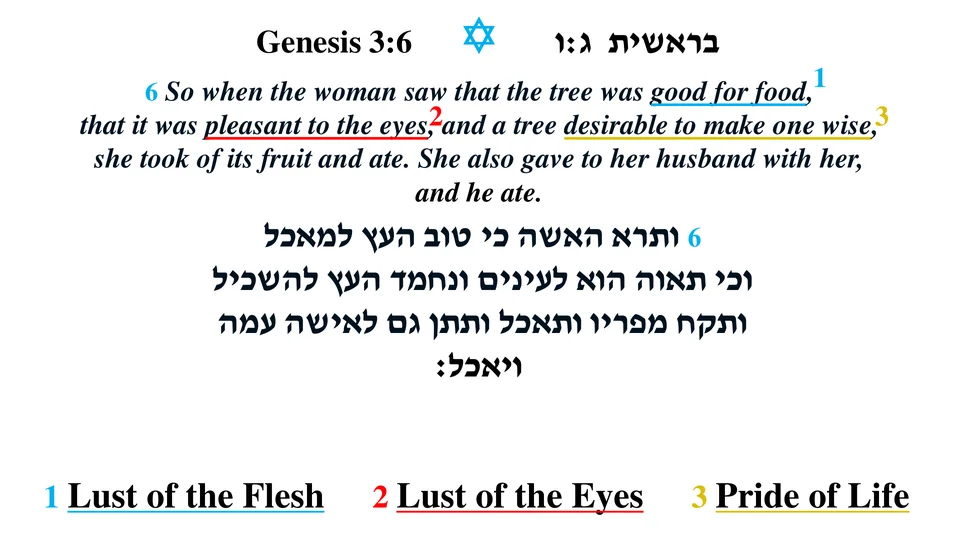 Genesis 3:6 ✡ בראשית ג:ו
6 So when the woman saw that the tree was good for food,1
that it was pleasant to the eyes,2 and a tree desirable to make one wise,3
she took of its fruit and ate. She also gave to her husband with her,
and he ate.
6 ותרא האשה כי טוב העץ למאכל
וכי תאוה הוא לעינים ונחמד העץ להשכיל
ותקח מפריו ותאכל ותתן גם לאישה עמה
ויאכל:
1 Lust of the Flesh 2 Lust of the Eyes 3 Pride of Life